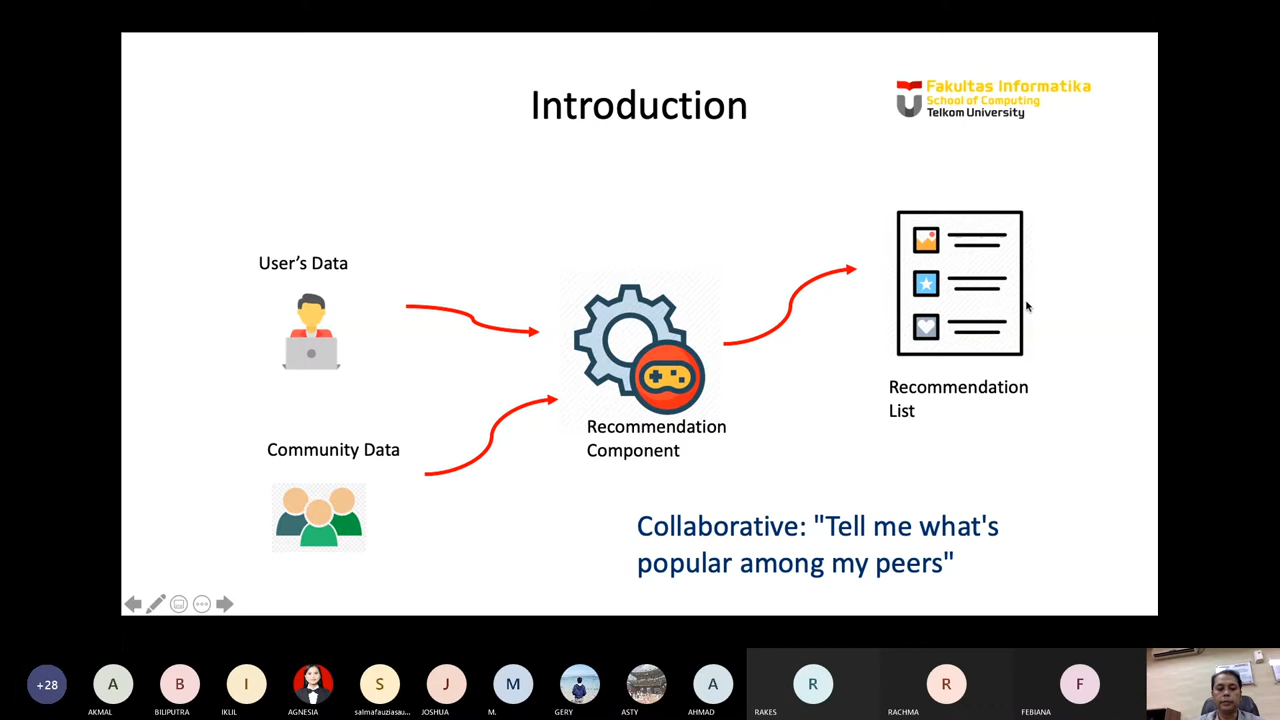 Introduction
Fakultas Informatika
School of Computing
Telkom University
User's Data
Community Data
Recommendation
Component
Recommendation
List
Collaborative: "Tell me what's
popular among my peers"
+28
A
B
I
S
J
M
A
R
R
F
AKMAL
BILIPUTRA
IKLIL
AGNESIA
salmafauziasau...
JOSHUA
M.
GERY
ASTY
AHMAD
RAKES
RACHMA
FEBIANA